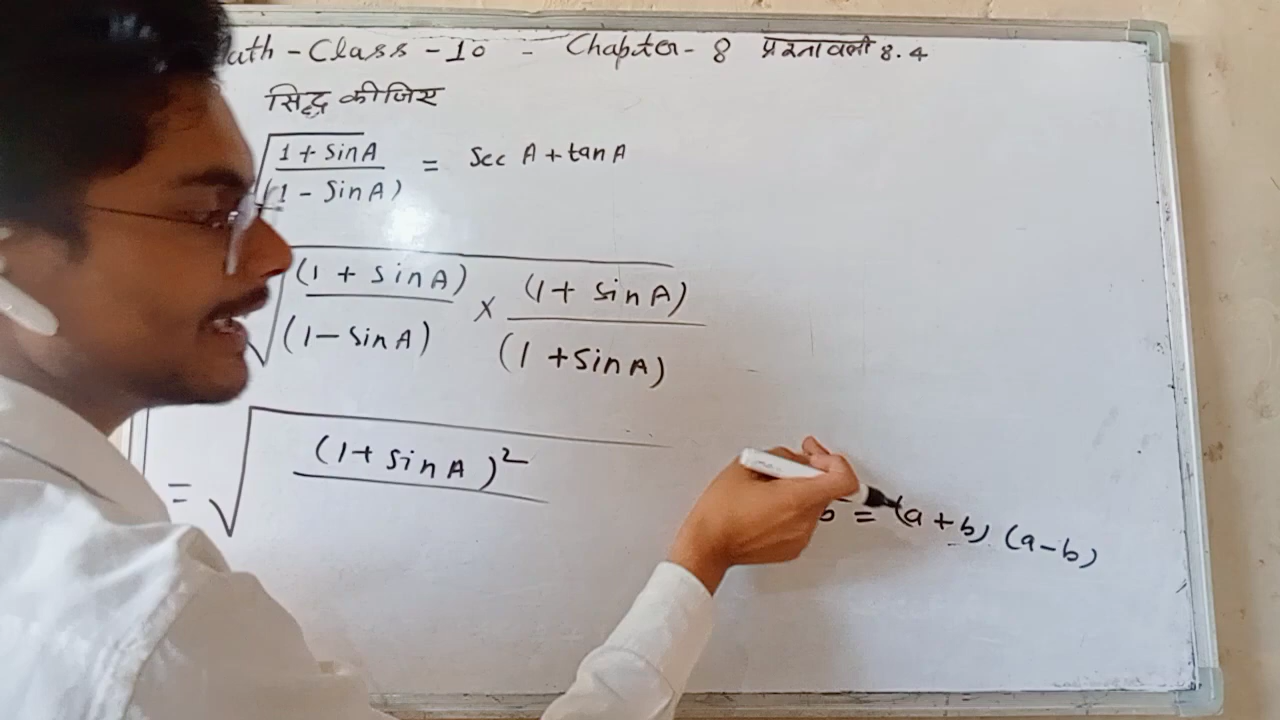 Math - Class - 10 - Chapter - 8 प्रश्नावली 8.4
सिद्ध कीजिए
√(1 + sinA)/(1 - SinA) = Sec A + tan A
√(1 + sinA)/(1 - sinA) × (1 + sinA)/(1 + sinA)
= √(1 + sinA)²
b = (a + b) (a - b)